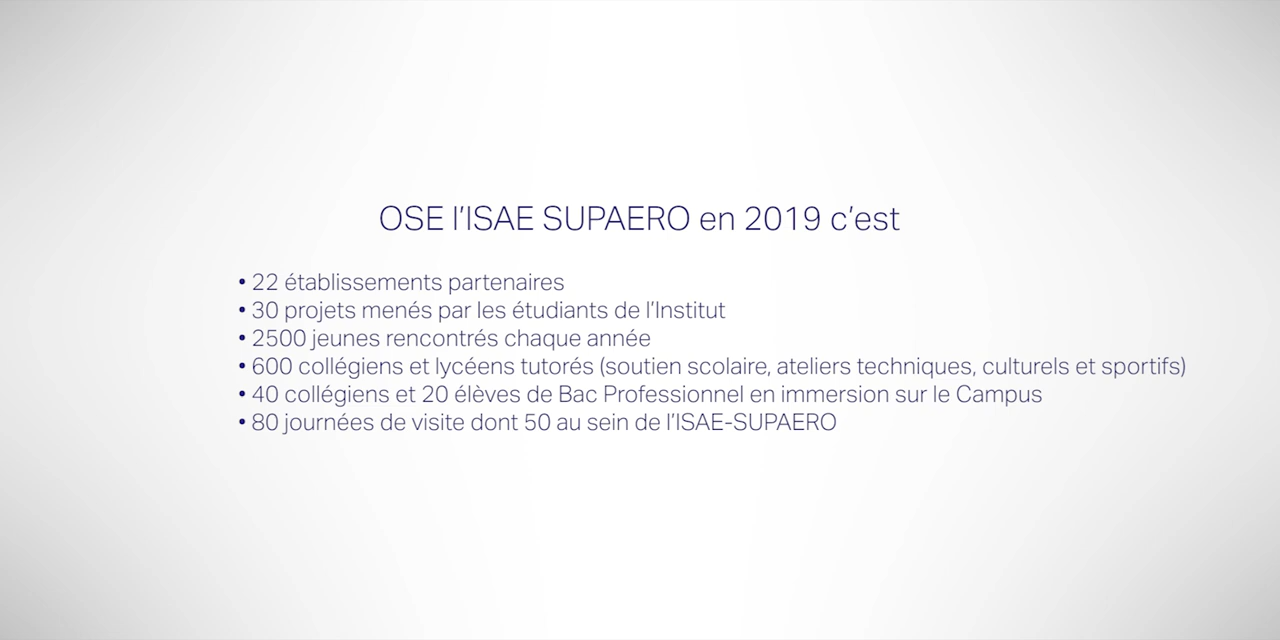 OSE l'ISAE SUPAERO en 2019 c'est
• 22 établissements partenaires
• 30 projets menés par les étudiants de l'Institut
• 2500 jeunes rencontrés chaque année
• 600 collégiens et lycéens tutorés (soutien scolaire, ateliers techniques, culturels et sportifs)
• 40 collégiens et 20 élèves de Bac Professionnel en immersion sur le Campus
• 80 journées de visite dont 50 au sein de l'ISAE-SUPAERO